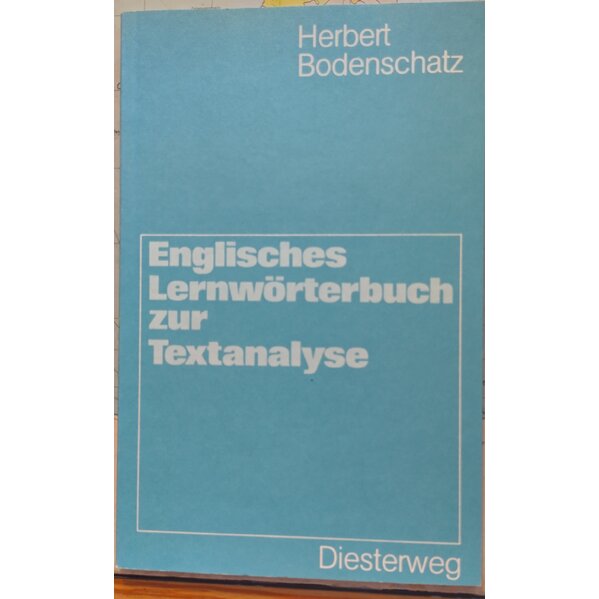 Herbert
Bodenschatz
Englisches
Lernwörterbuch
zur
Textanalyse
Diesterweg